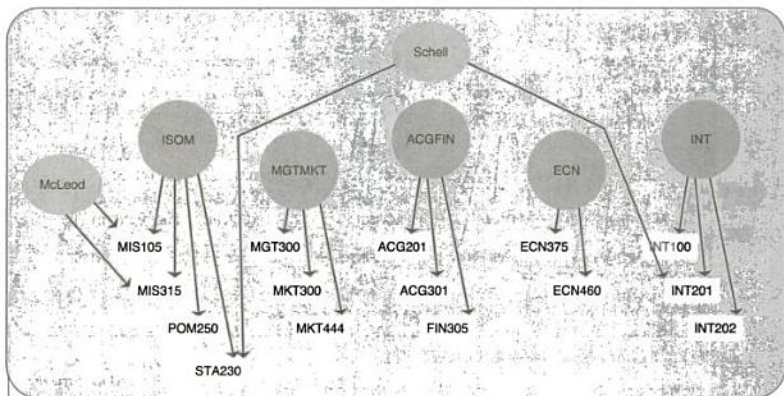 Schell
ISOM
ACGFIN
INT
McLeod
MGTMKT
ECN
MIS105
MGT300
ACG201
ECN375
INT100
MIS315
MKT300
ACG301
ECN460
INT201
POM250
MKT444
FIN305
INT202
STA230